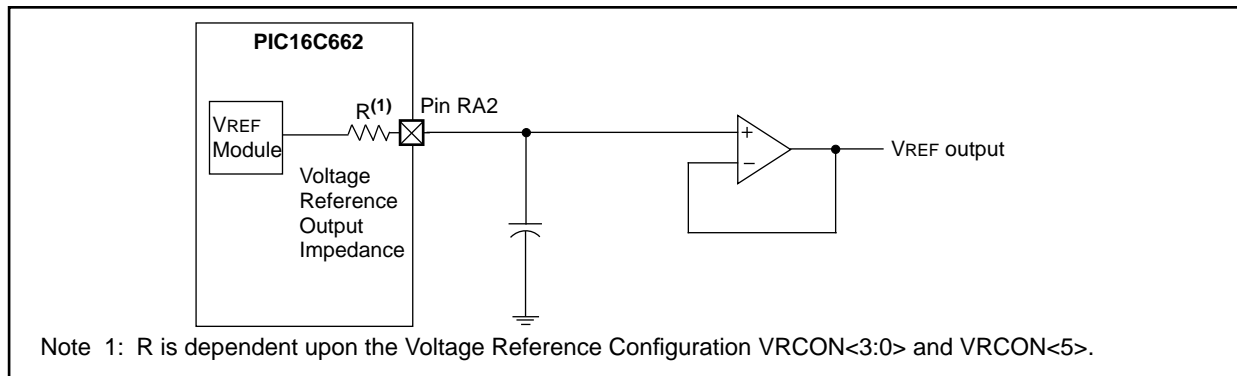 PIC16C662
R(1)
Pin RA2
VREF
Module
+
−
VREF output
Voltage
Reference
Output
Impedance
Note 1: R is dependent upon the Voltage Reference Configuration VRCON<3:0> and VRCON<5>.